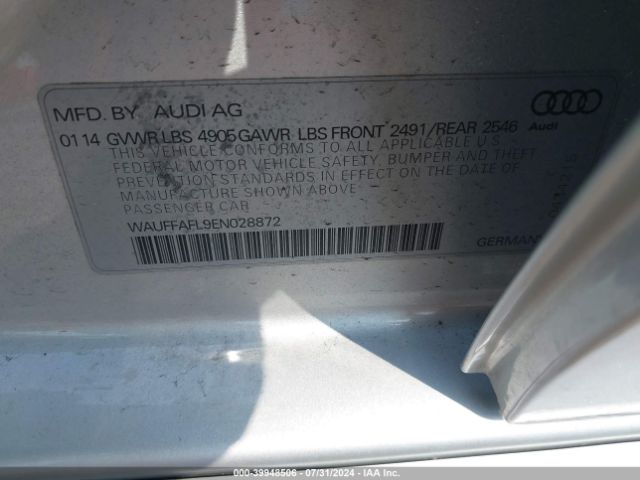 MFD. BY AUDI AG
01 14 GVWR LBS 4905 GAWR LBS FRONT 2491/REAR 2546
Audi
THIS VEHICLE CONFORMS TO ALL APPLICABLE U.S.
FEDERAL MOTOR VEHICLE SAFETY, BUMPER AND THEFT
PREVENTION STANDARDS IN EFFECT ON DATE OF
MANUFACTURE SHOWN ABOVE
PASSENGER CAR
WAUFFAFL9EN028872
GERMANY
000-39948506 - 07/31/2024 - IAA Inc.